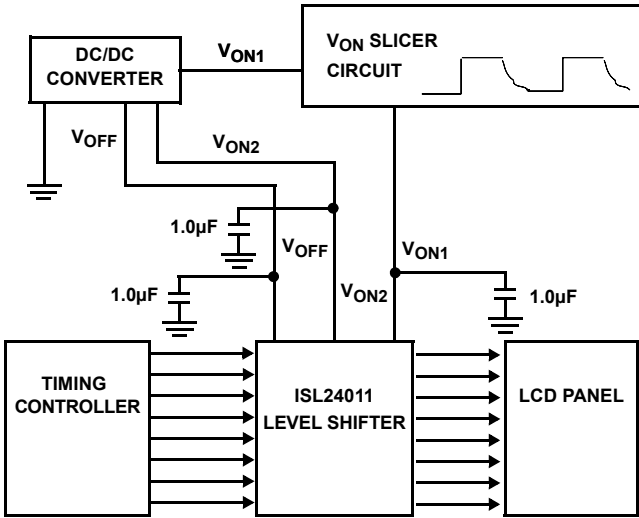 DC/DC
CONVERTER
VON1
VON SLICER
CIRCUIT
VOFF
VON2
1.0µF
VOFF
VON1
1.0µF
VON2
1.0µF
TIMING
CONTROLLER
ISL24011
LEVEL SHIFTER
LCD PANEL